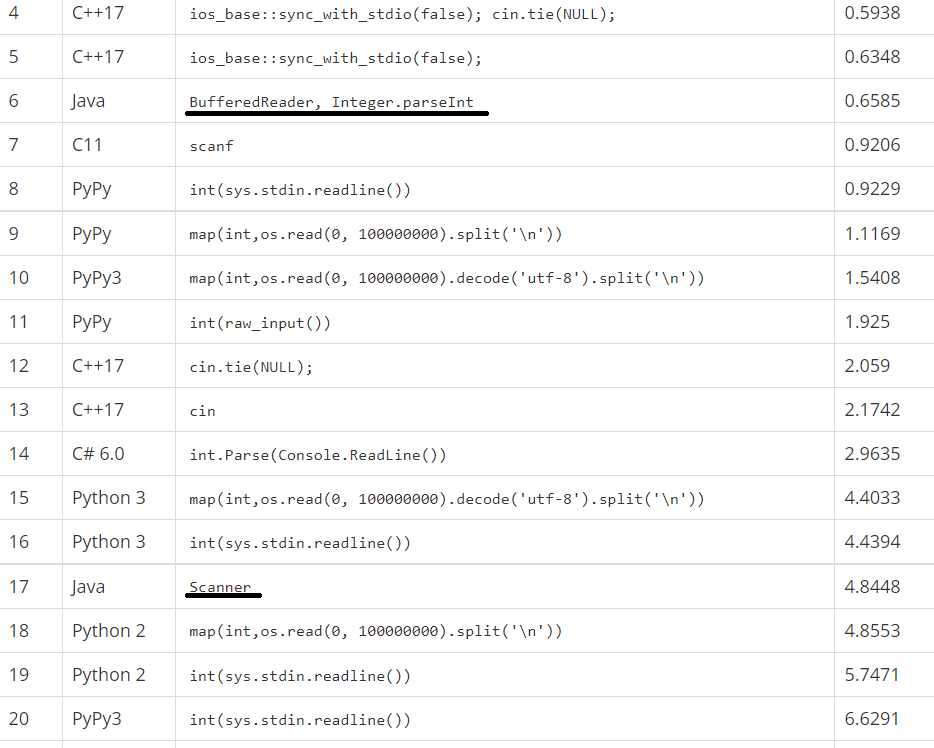 4 C++17 ios_base::sync_with_stdio(false); cin.tie(NULL); 0.5938
5 C++17 ios_base::sync_with_stdio(false); 0.6348
6 Java BufferedReader, Integer.parseInt 0.6585
7 C11 scanf 0.9206
8 PyPy int(sys.stdin.readline()) 0.9229
9 PyPy map(int,os.read(0, 100000000).split('\n')) 1.1169
10 PyPy3 map(int,os.read(0, 100000000).decode('utf-8').split('\n')) 1.5408
11 PyPy int(raw_input()) 1.925
12 C++17 cin.tie(NULL); 2.059
13 C++17 cin 2.1742
14 C# 6.0 int.Parse(Console.ReadLine()) 2.9635
15 Python 3 map(int,os.read(0, 100000000).decode('utf-8').split('\n')) 4.4033
16 Python 3 int(sys.stdin.readline()) 4.4394
17 Java Scanner 4.8448
18 Python 2 map(int,os.read(0, 100000000).split('\n')) 4.8553
19 Python 2 int(sys.stdin.readline()) 5.7471
20 PyPy3 int(sys.stdin.readline()) 6.6291